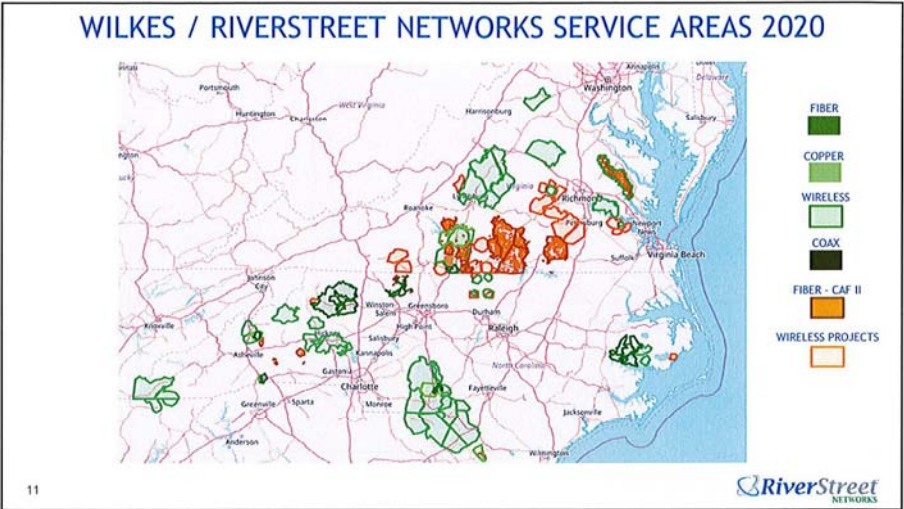 WILKES / RIVERSTREET NETWORKS SERVICE AREAS 2020
Annapolis
Portsmouth
Washington
Delaware
Huntington
Charleston
West Virginia
Harrisonburg
Salisbury
Virginia
Richmond
Roanoke
Petersburg
Newport News
Suffolk
Virginia Beach
Johnson City
Winston Salem
Greensboro
Durham
Knoxville
High Point
Raleigh
Hickory
Salisbury
Asheville
Kannapolis
Gastonia
North Carolina
Charlotte
Fayetteville
Greenville
Sparta
Monroe
Jacksonville
Anderson
Wilmington
FIBER
COPPER
WIRELESS
COAX
FIBER - CAF II
WIRELESS PROJECTS
11
RiverStreet
NETWORKS